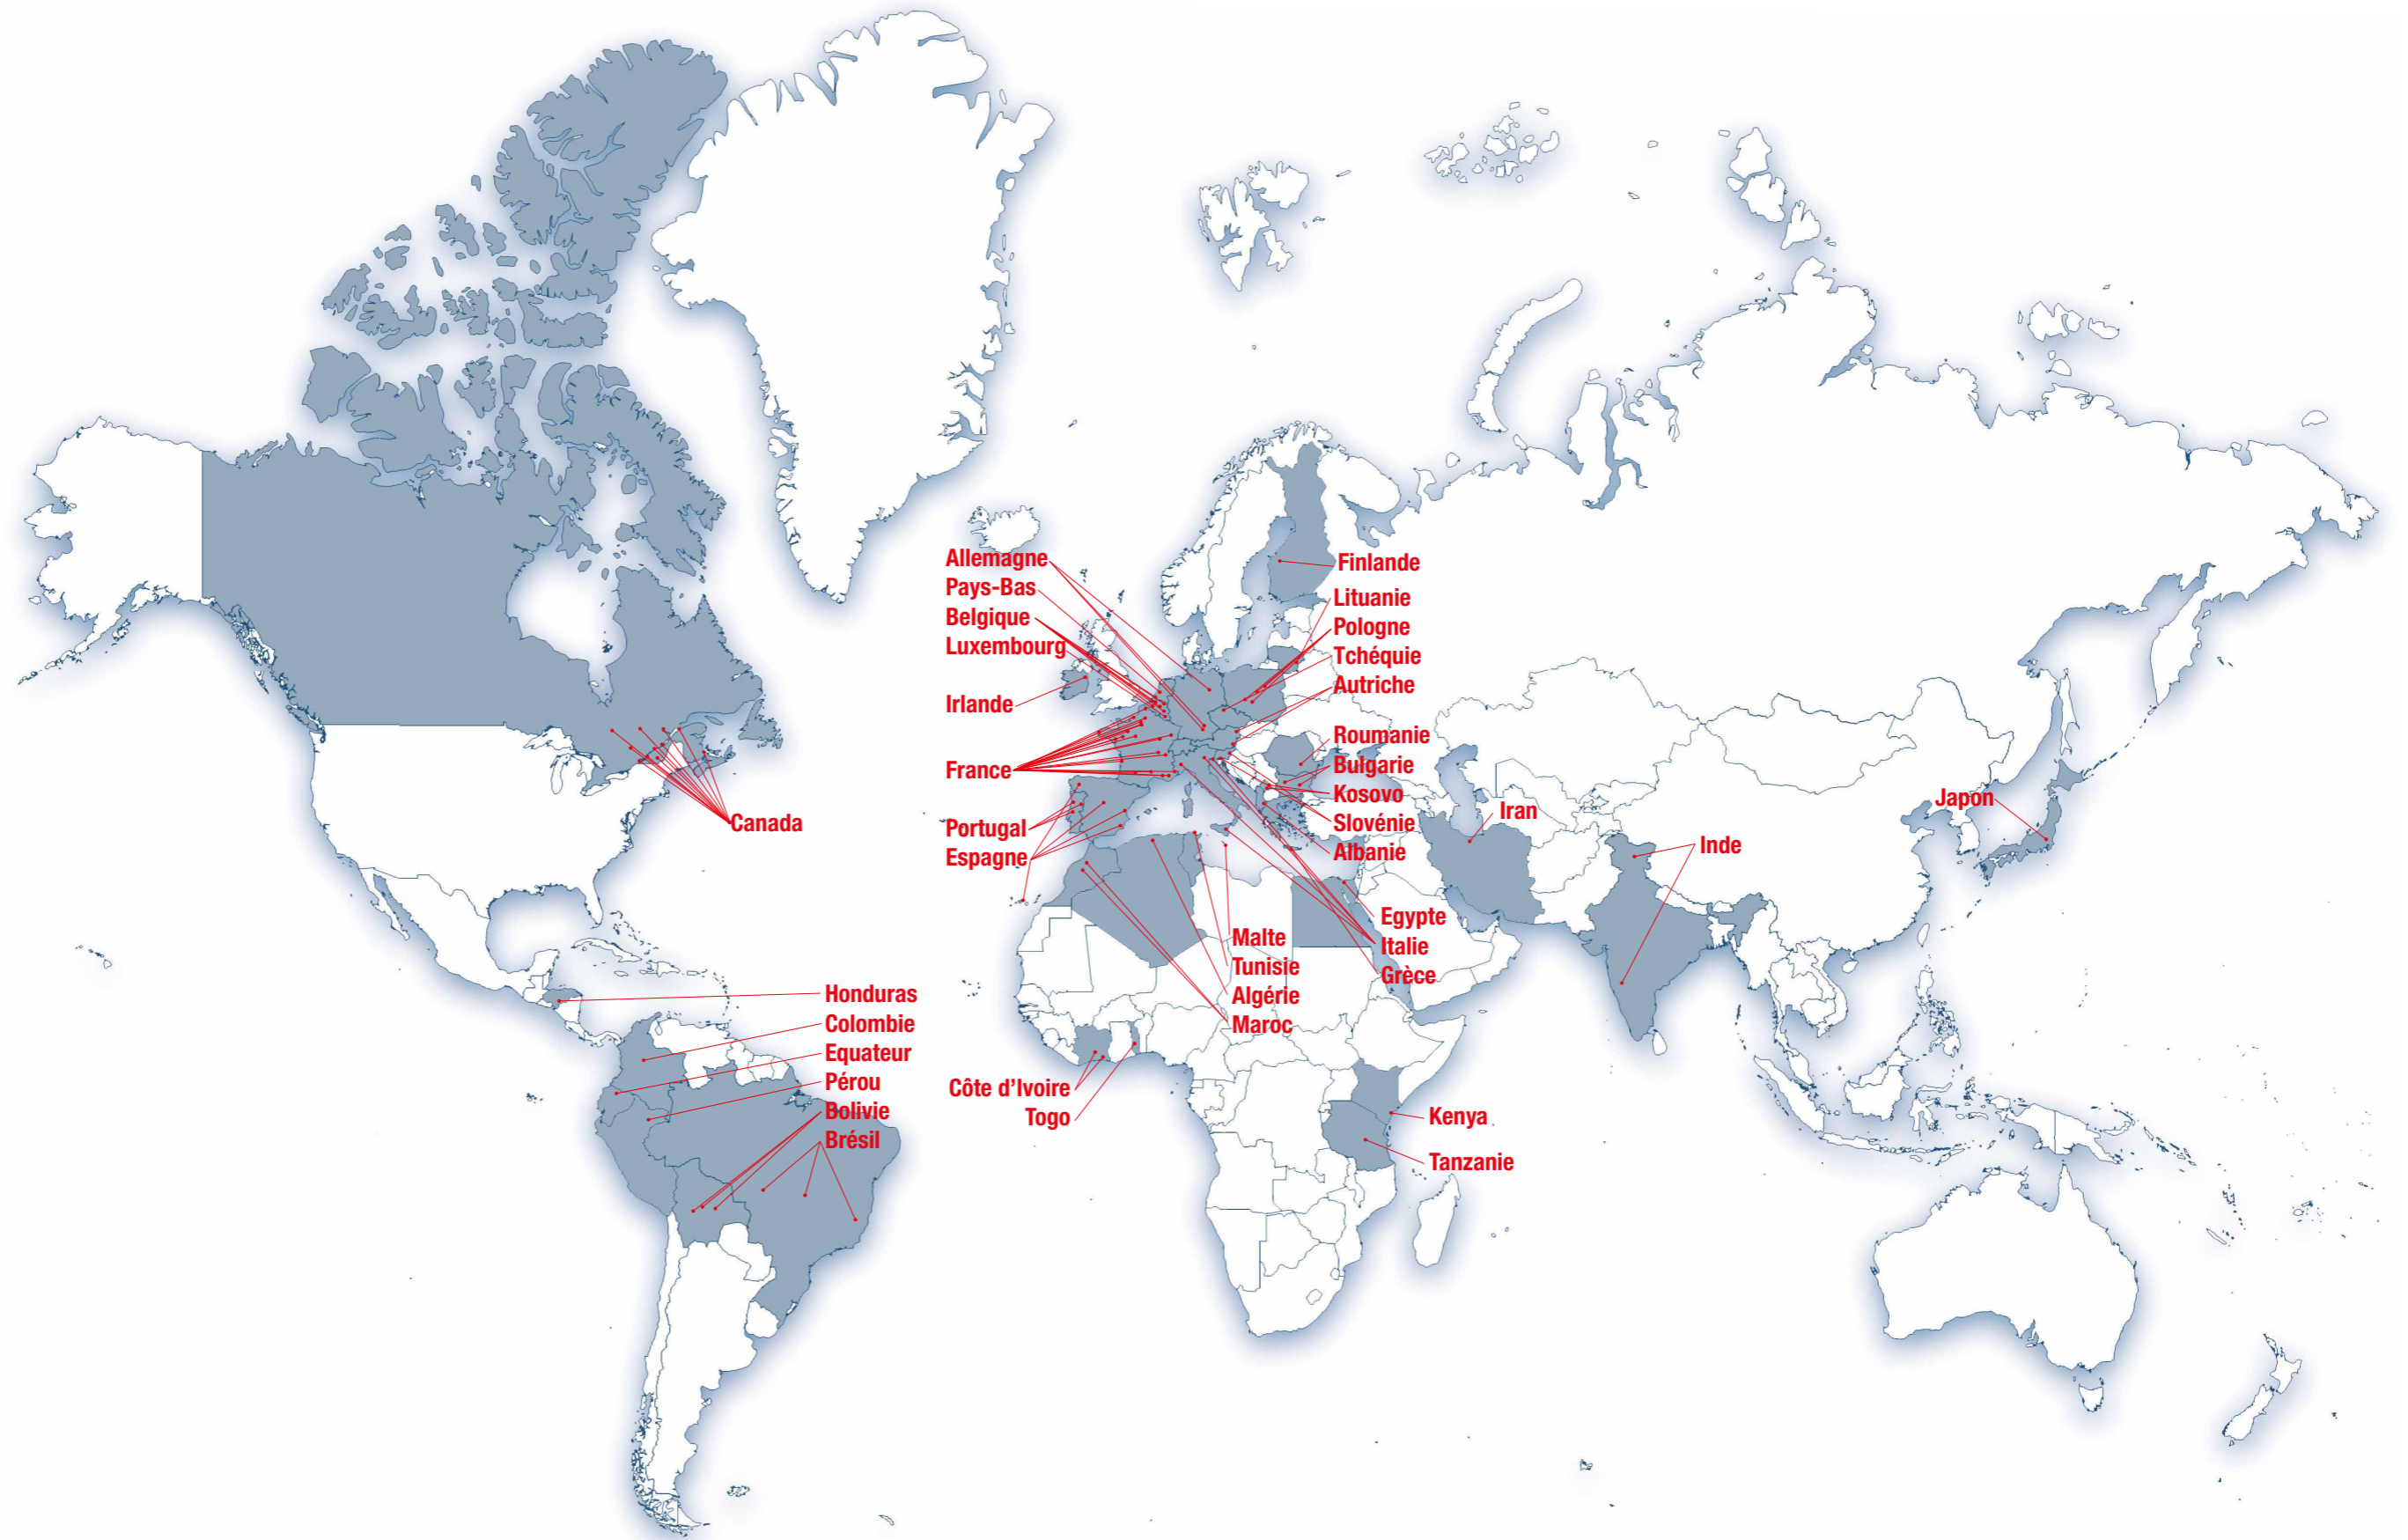 Allemagne
Pays-Bas
Belgique
Luxembourg
Irlande
France
Portugal
Espagne
Finlande
Lituanie
Pologne
Tchéquie
Autriche
Roumanie
Bulgarie
Kosovo
Slovénie
Albanie
Iran
Inde
Japon
Canada
Egypte
Italie
Grèce
Malte
Tunisie
Algérie
Maroc
Honduras
Colombie
Equateur
Pérou
Bolivie
Brésil
Côte d'Ivoire
Togo
Kenya
Tanzanie